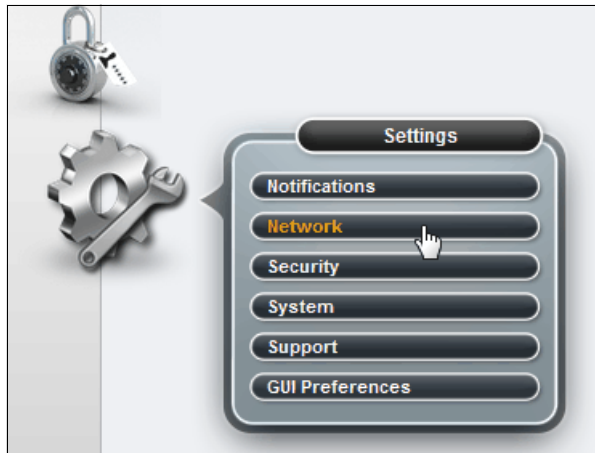 Settings
Notifications
Network
Security
System
Support
GUI Preferences